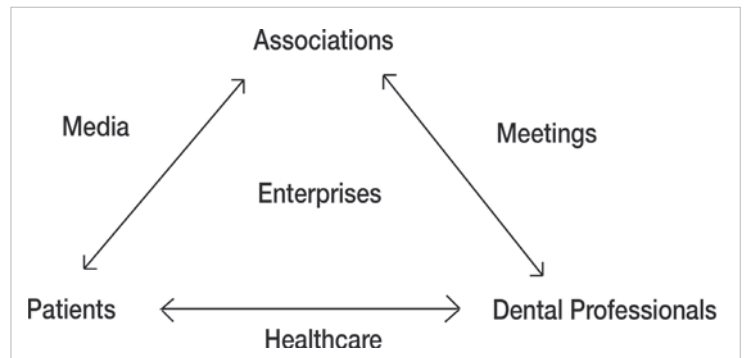 Associations
Media
Meetings
Enterprises
Patients
Dental Professionals
Healthcare